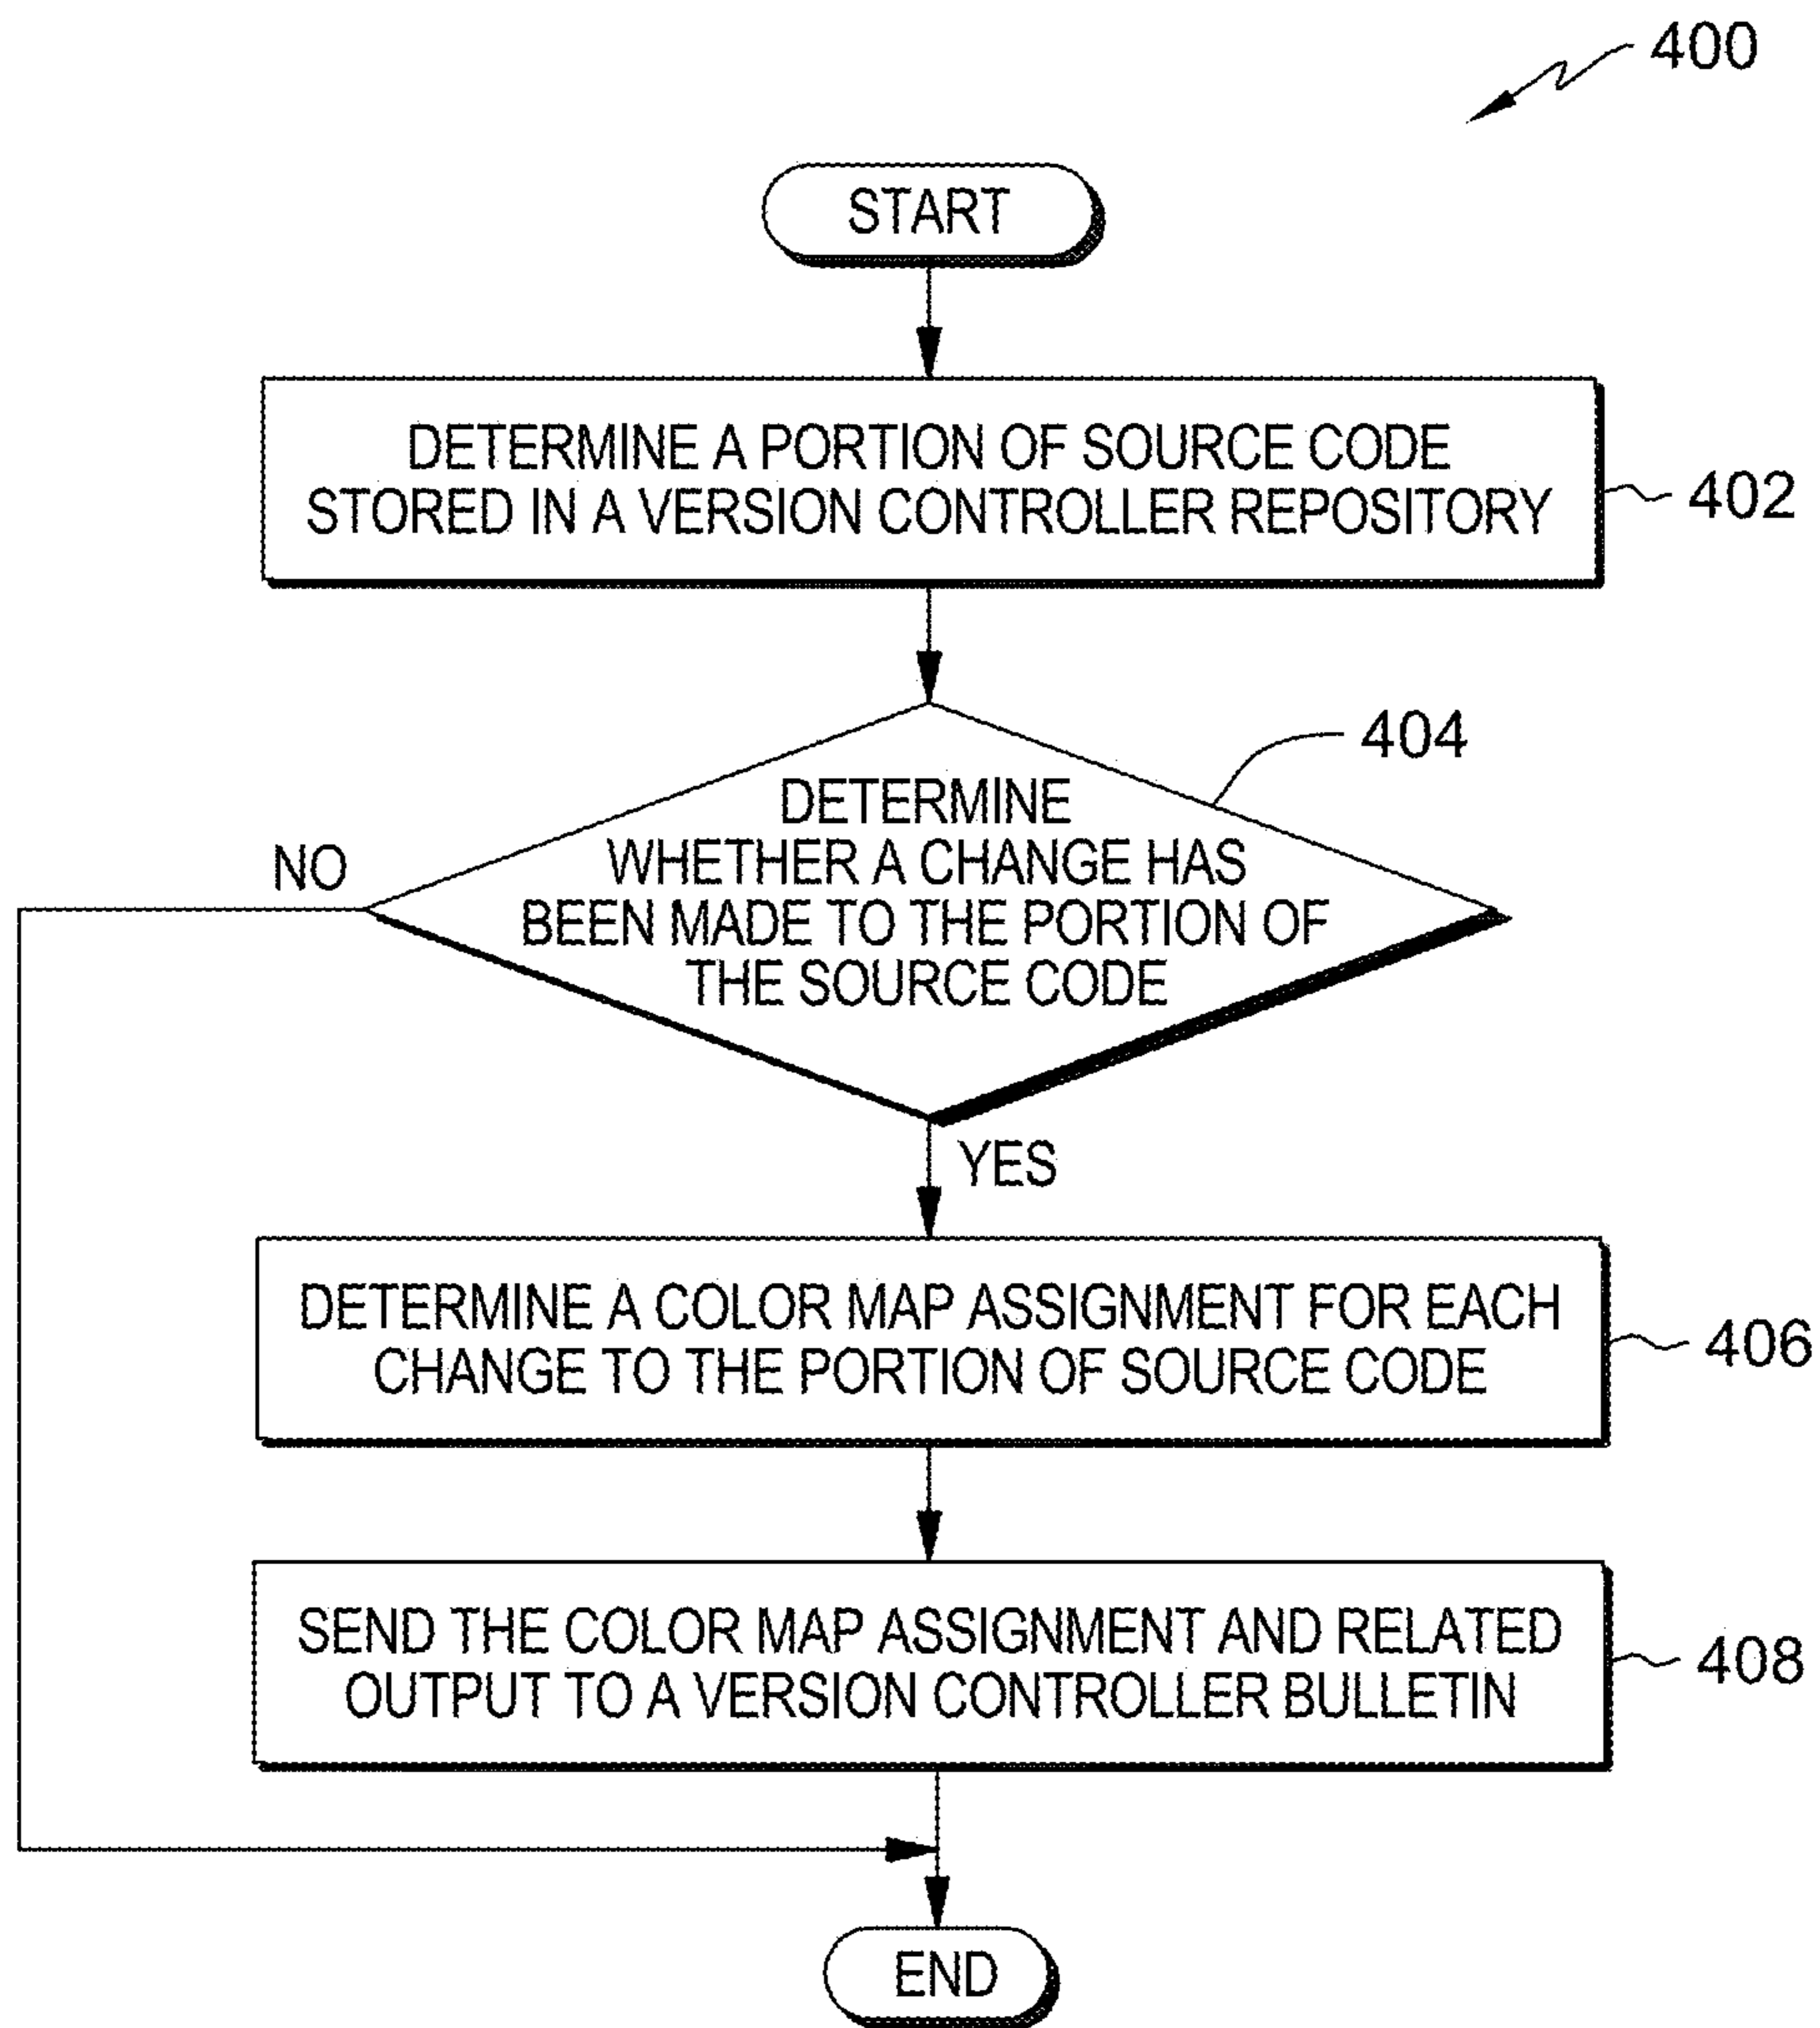 400
START
DETERMINE A PORTION OF SOURCE CODE
STORED IN A VERSION CONTROLLER REPOSITORY
402
404
DETERMINE
WHETHER A CHANGE HAS
BEEN MADE TO THE PORTION OF
THE SOURCE CODE
NO
YES
DETERMINE A COLOR MAP ASSIGNMENT FOR EACH
CHANGE TO THE PORTION OF SOURCE CODE
406
SEND THE COLOR MAP ASSIGNMENT AND RELATED
OUTPUT TO A VERSION CONTROLLER BULLETIN
408
END